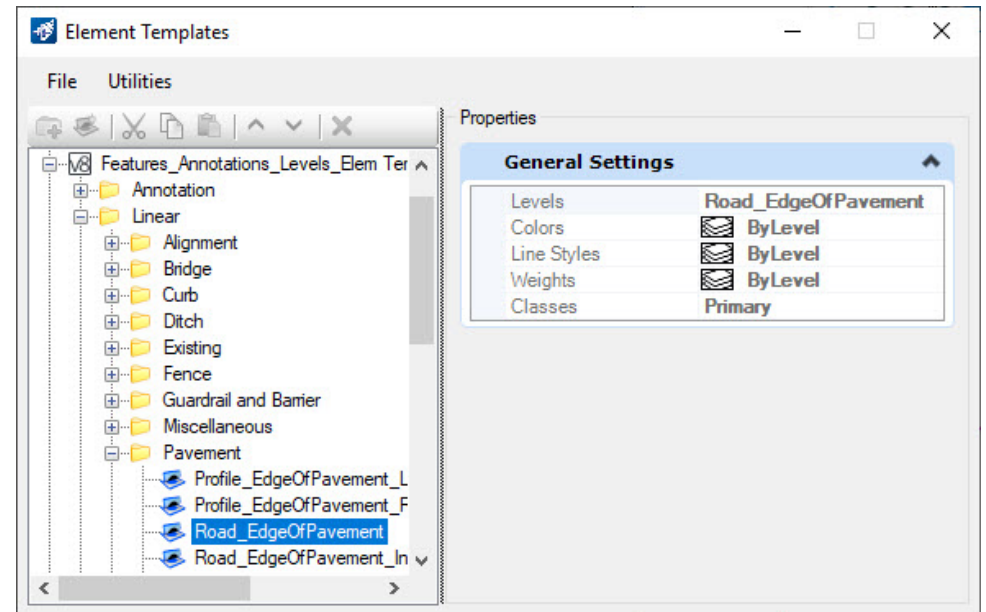 Element Templates
File Utilities
Features_Annotations_Levels_Elem Ter
Annotation
Linear
Alignment
Bridge
Curb
Ditch
Existing
Fence
Guardrail and Barrier
Miscellaneous
Pavement
Profile_EdgeOfPavement_L
Profile_EdgeOfPavement_F
Road_EdgeOfPavement
Road_EdgeOfPavement_In
Properties
General Settings
Levels Road_EdgeOfPavement
Colors ByLevel
Line Styles ByLevel
Weights ByLevel
Classes Primary